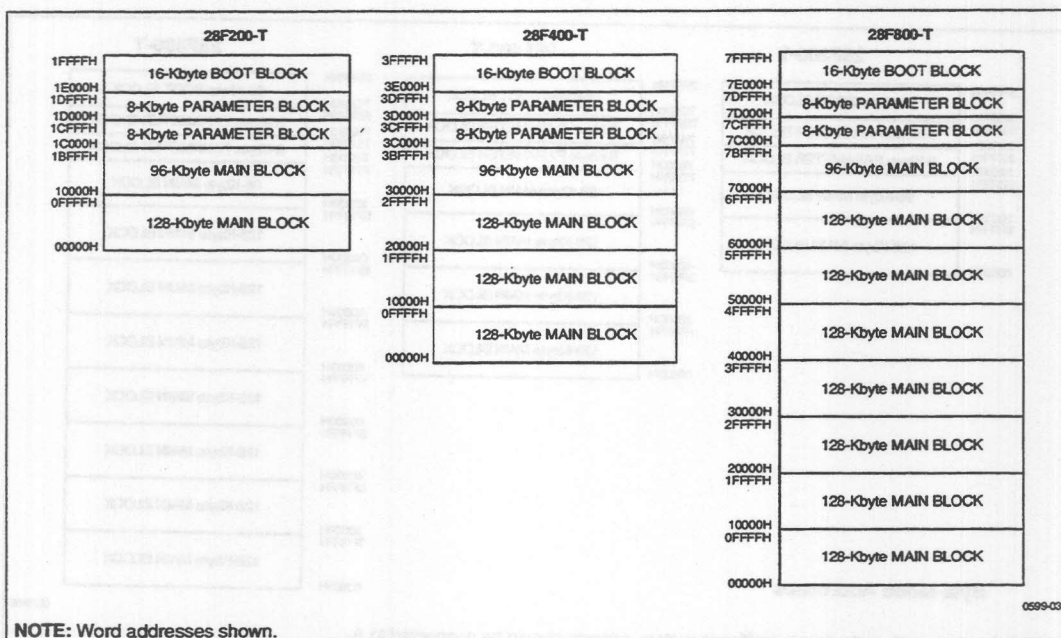 28F200-T
1FFFFH
16-Kbyte BOOT BLOCK
1E000H
1DFFFH
8-Kbyte PARAMETER BLOCK
1D000H
1CFFFH
8-Kbyte PARAMETER BLOCK
1C000H
1BFFFH
96-Kbyte MAIN BLOCK
10000H
0FFFFH
128-Kbyte MAIN BLOCK
00000H
28F400-T
3FFFFH
16-Kbyte BOOT BLOCK
3E000H
3DFFFH
8-Kbyte PARAMETER BLOCK
3D000H
3CFFFH
8-Kbyte PARAMETER BLOCK
3C000H
3BFFFH
96-Kbyte MAIN BLOCK
30000H
2FFFFH
128-Kbyte MAIN BLOCK
20000H
1FFFFH
128-Kbyte MAIN BLOCK
10000H
0FFFFH
128-Kbyte MAIN BLOCK
00000H
28F800-T
7FFFFH
16-Kbyte BOOT BLOCK
7E000H
7DFFFH
8-Kbyte PARAMETER BLOCK
7D000H
7CFFFH
8-Kbyte PARAMETER BLOCK
7C000H
7BFFFH
96-Kbyte MAIN BLOCK
70000H
6FFFFH
128-Kbyte MAIN BLOCK
60000H
5FFFFH
128-Kbyte MAIN BLOCK
50000H
4FFFFH
128-Kbyte MAIN BLOCK
40000H
3FFFFH
128-Kbyte MAIN BLOCK
30000H
2FFFFH
128-Kbyte MAIN BLOCK
20000H
1FFFFH
128-Kbyte MAIN BLOCK
10000H
0FFFFH
128-Kbyte MAIN BLOCK
00000H
0599-03
NOTE: Word addresses shown.